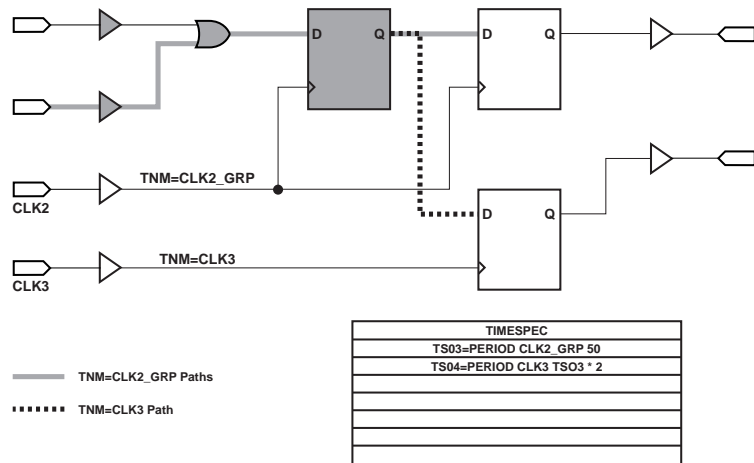 D Q
D Q
TNM=CLK2_GRP
CLK2
D Q
TNM=CLK3
CLK3
TIMESPEC
TS03=PERIOD CLK2_GRP 50
TS04=PERIOD CLK3 TSO3 * 2
TNM=CLK2_GRP Paths
TNM=CLK3 Path